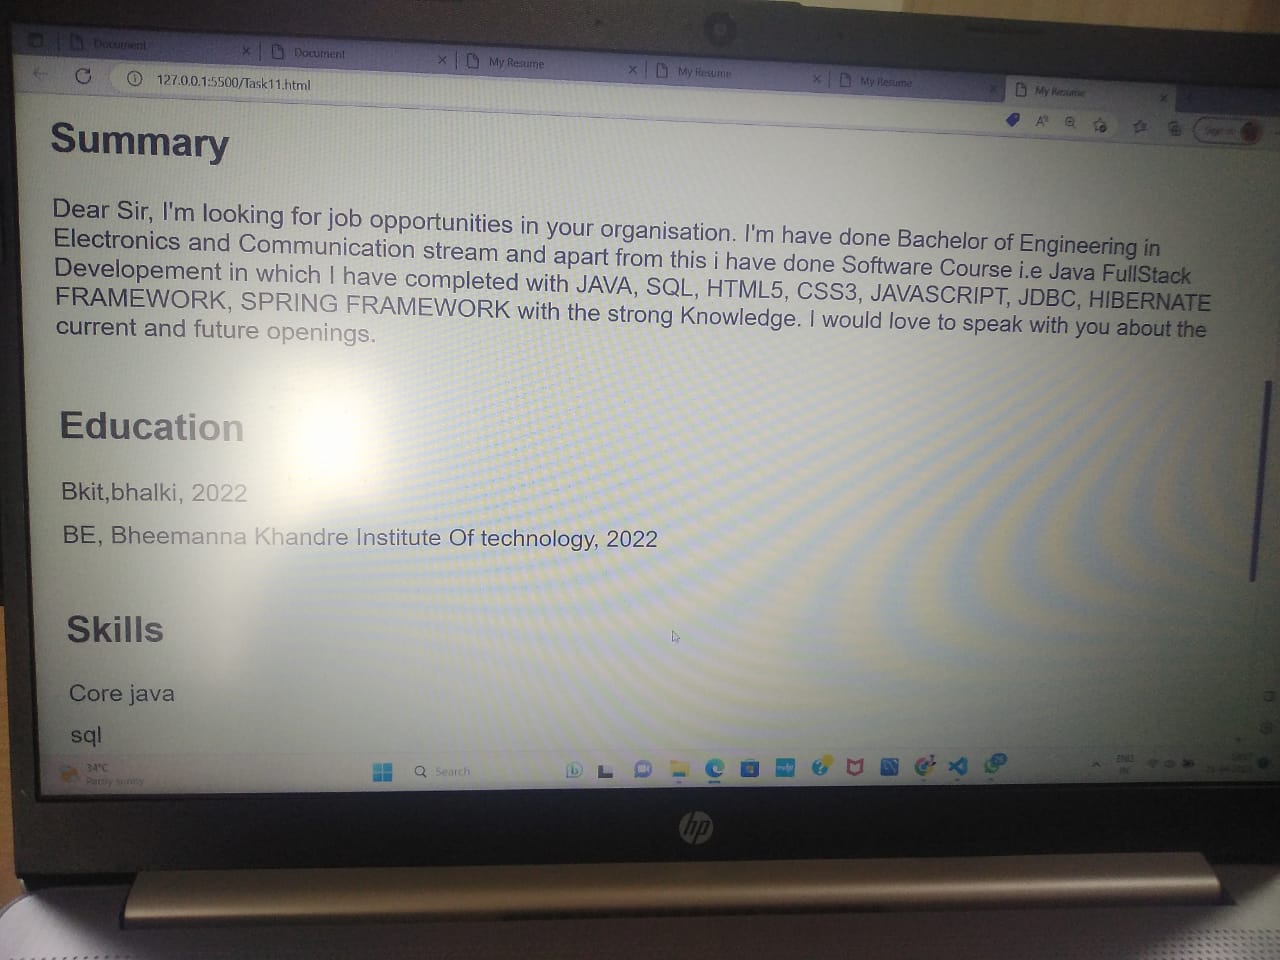 Document
Document
My Resume
My Resume
My Resume
My Resume
127.0.0.1:5500/Task11.html
Sign in
Summary
Dear Sir, I'm looking for job opportunities in your organisation. I'm have done Bachelor of Engineering in
Electronics and Communication stream and apart from this i have done Software Course i.e Java FullStack
Developement in which I have completed with JAVA, SQL, HTML5, CSS3, JAVASCRIPT, JDBC, HIBERNATE
FRAMEWORK, SPRING FRAMEWORK with the strong Knowledge. I would love to speak with you about the
current and future openings.
Education
Bkit,bhalki, 2022
BE, Bheemanna Khandre Institute Of technology, 2022
Skills
Core java
sql
34°C
Partly sunny
Search
ENG
IN
hp